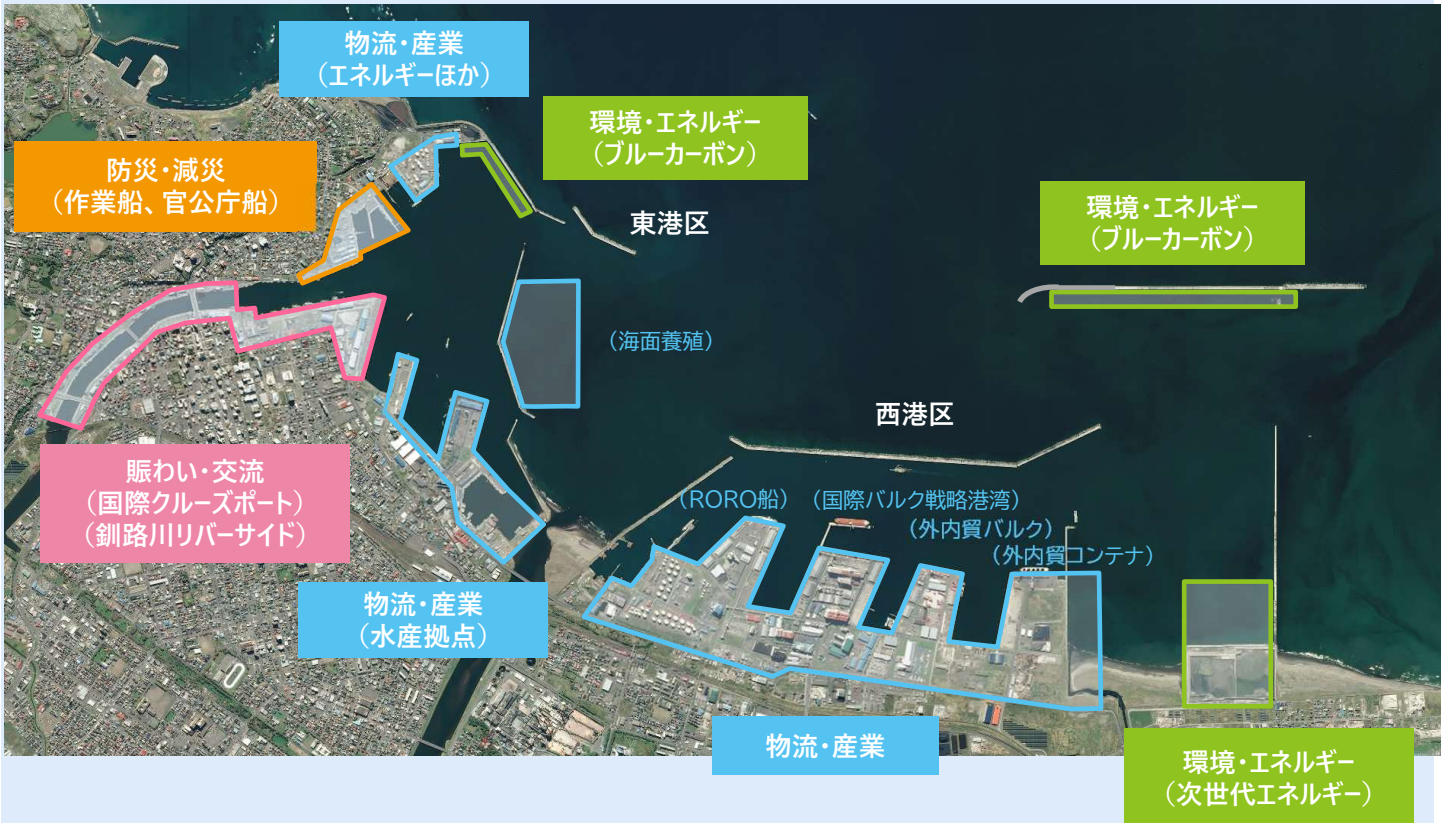 物流・産業
（エネルギーほか）
環境・エネルギー
（ブルーカーボン）
防災・減災
（作業船、官公庁船）
東港区
環境・エネルギー
（ブルーカーボン）
（海面養殖）
西港区
賑わい・交流
（国際クルーズポート）
（釧路川リバーサイド）
（RORO船）
（国際バルク戦略港湾）
（外内貿バルク）
（外内貿コンテナ）
物流・産業
（水産拠点）
物流・産業
環境・エネルギー
（次世代エネルギー）